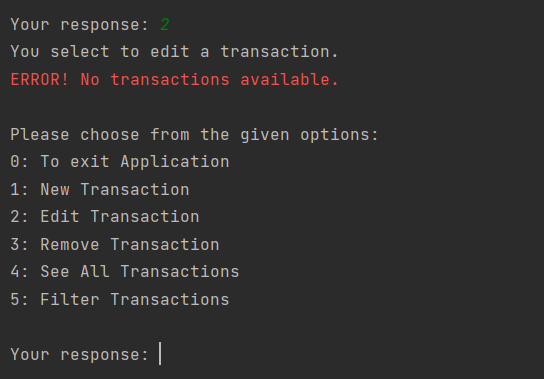 Your response: 2
You select to edit a transaction.
ERROR! No transactions available.
Please choose from the given options:
0: To exit Application
1: New Transaction
2: Edit Transaction
3: Remove Transaction
4: See All Transactions
5: Filter Transactions
Your response: